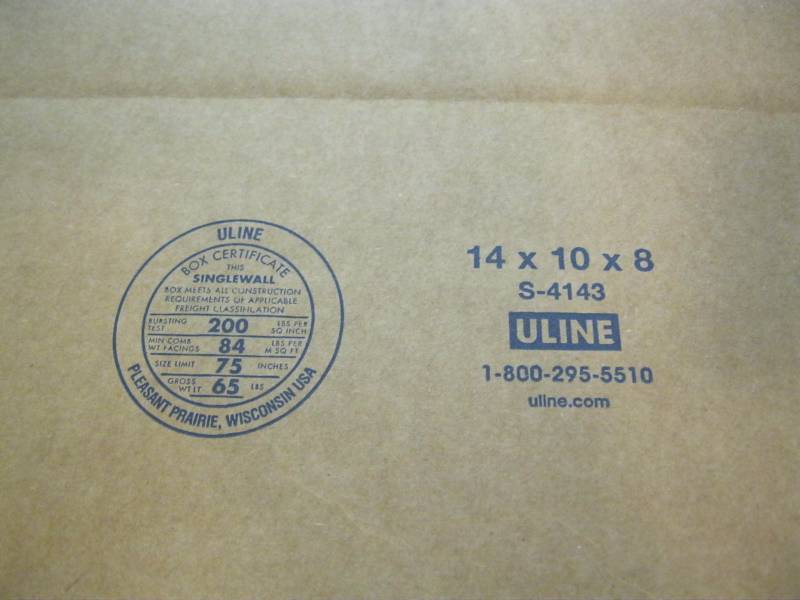 ULINE
BOX CERTIFICATE
THIS
SINGLEWALL
BOX MEETS ALL CONSTRUCTION
REQUIREMENTS OF APPLICABLE
FREIGHT CLASSIFICATION
BURSTING TEST 200 LBS PER SQ INCH
MIN COMB WT FACINGS 84 LBS PER M SQ FT
SIZE LIMIT 75 INCHES
GROSS WT LT 65 LBS
PLEASANT PRAIRIE, WISCONSIN USA
14 x 10 x 8
S-4143
ULINE
1-800-295-5510
uline.com